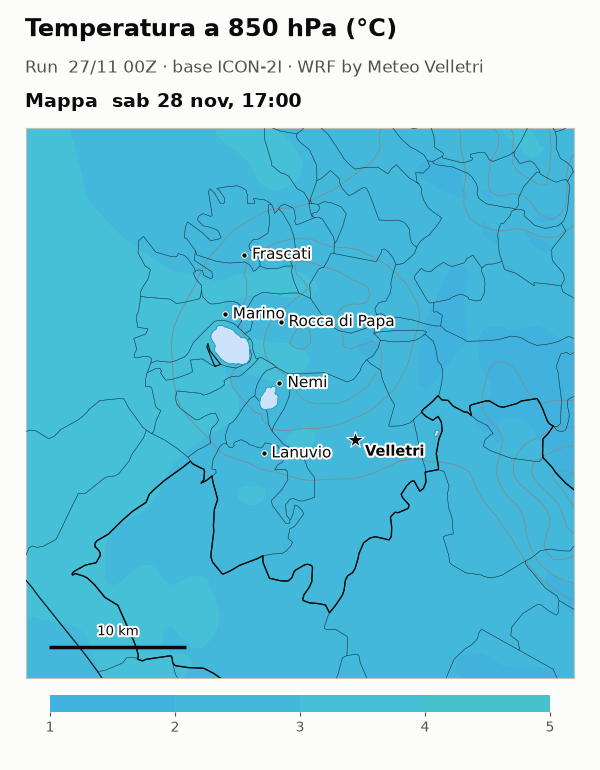 Temperatura a 850 hPa (°C)
Run  27/11 00Z · base ICON-2I · WRF by Meteo Velletri
Mappa  sab 28 nov, 17:00
Frascati
Marino
Rocca di Papa
Nemi
Velletri
Lanuvio
10 km
1 2 3 4 5